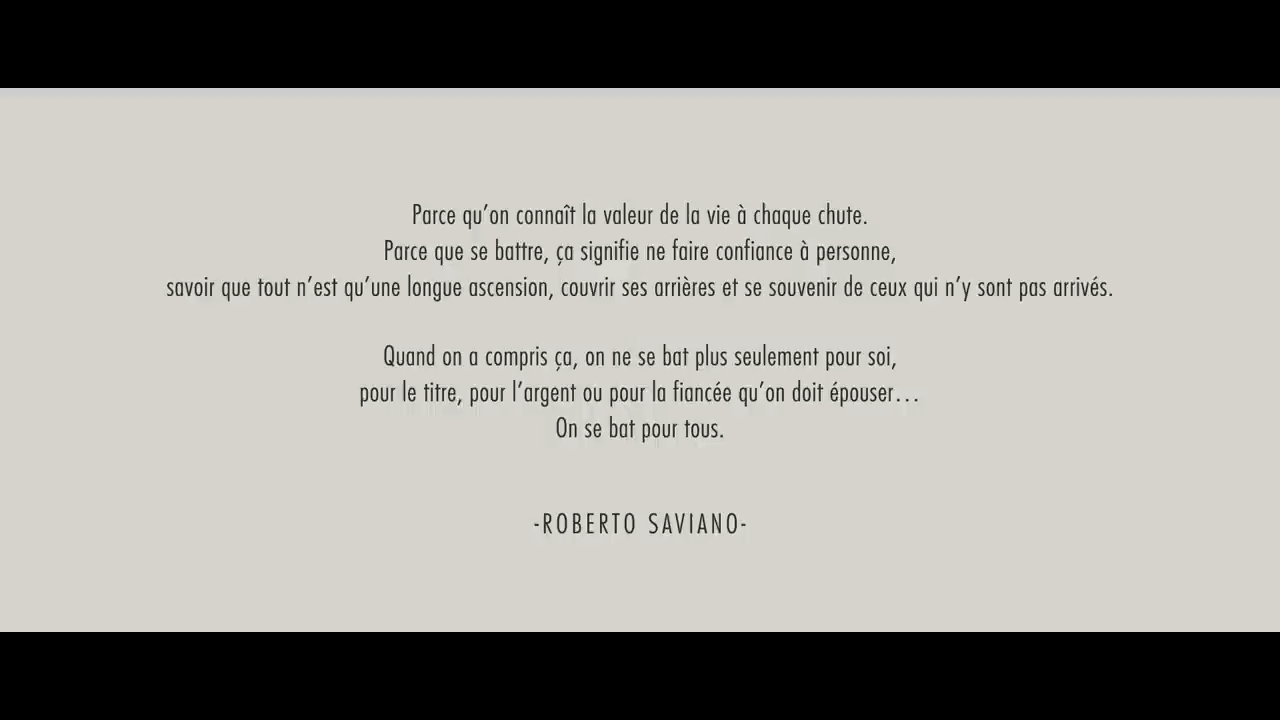 Parce qu’on connaît la valeur de la vie à chaque chute.
Parce que se battre, ça signifie ne faire confiance à personne,
savoir que tout n’est qu’une longue ascension, couvrir ses arrières et se souvenir de ceux qui n’y sont pas arrivés.
Quand on a compris ça, on ne se bat plus seulement pour soi,
pour le titre, pour l’argent ou pour la fiancée qu’on doit épouser…
On se bat pour tous.
-ROBERTO SAVIANO-